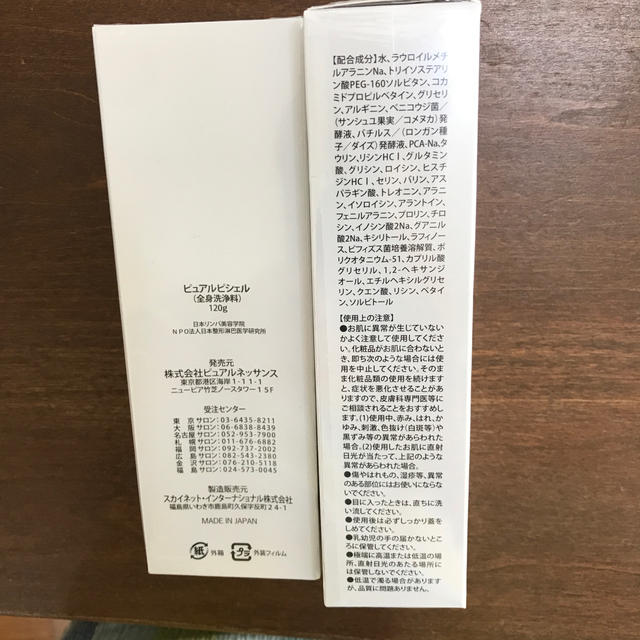 ピュアルビシェル
(全身洗浄料)
120g
日本リンパ美容学院
NPO法人日本整形淋巴医学研究所
発売元
株式会社ピュアルネッサンス
東京都港区海岸1-11-1
ニューピア竹芝ノースタワー15F
受注センター
東 京 サロン:03-6435-8211
大 阪 サロン:06-6838-8439
名古屋サロン:052-953-7900
札 幌 サロン:011-676-6882
福 岡 サロン:092-737-2002
広 島 サロン:082-543-2380
金 沢 サロン:076-210-5118
福 島 サロン:024-573-0045
製造販売元
スカイネット・インターナショナル株式会社
福島県いわき市鹿島町久保字反町24-1
MADE IN JAPAN
紙 外箱 プラ 外装フィルム
【配合成分】水、ラウロイルメチ
ルアラニンNa、トリイソステアリ
ン酸PEG-160ソルビタン、コカ
ミドプロピルベタイン、グリセリ
ン、アルギニン、ベニコウジ菌/
(サンシュユ果実/コメヌカ)発
酵液、バチルス/(ロンガン種
子/ダイズ)発酵液、PCA-Na、タ
ウリン、リシンHCl、グルタミン
酸、グリシン、ロイシン、ヒスチ
ジンHCl、セリン、バリン、アス
パラギン酸、トレオニン、アラニ
ン、イソロイシン、アラントイン、
フェニルアラニン、プロリン、チロ
シン、イノシン酸2Na、グアニル
酸2Na、キシリトール、ラフィノー
ス、ビフィズス菌培養溶解質、ポ
リクオタニウム-51、カプリル酸
グリセリル、1,2-ヘキサンジ
オール、エチルヘキシルグリセ
リン、クエン酸、リシン、ベタイ
ン、ソルビトール
【使用上の注意】
●お肌に異常が生じていない
かよく注意して使用してくださ
い。化粧品がお肌に合わないと
き、即ち次のような場合には使
用を中止してください。そのま
ま化粧品類の使用を続けます
と、症状を悪化させることがあ
りますので、皮膚科専門医等に
ご相談されることをおすすめし
ます。(1)使用中、赤み、はれ、か
ゆみ、刺激、色抜け(白斑等)や
黒ずみ等の異常があらわれた
場合。(2)使用したお肌に直射
日光が当たって、上記のような
異常があらわれた場合。
●傷やはれもの、湿疹等、異常
のある部位にはお使いにならな
いでください。
●目に入ったときは、直ちに洗
い流してください。
●使用後は必ずしっかり蓋を
しめてください。
●乳幼児の手の届かないとこ
ろに保管してください。
●極端に高温または低温の場
所、直射日光のあたる場所に
は保管しないでください。
●低温で濁る場合があります
が、品質に問題ありません。